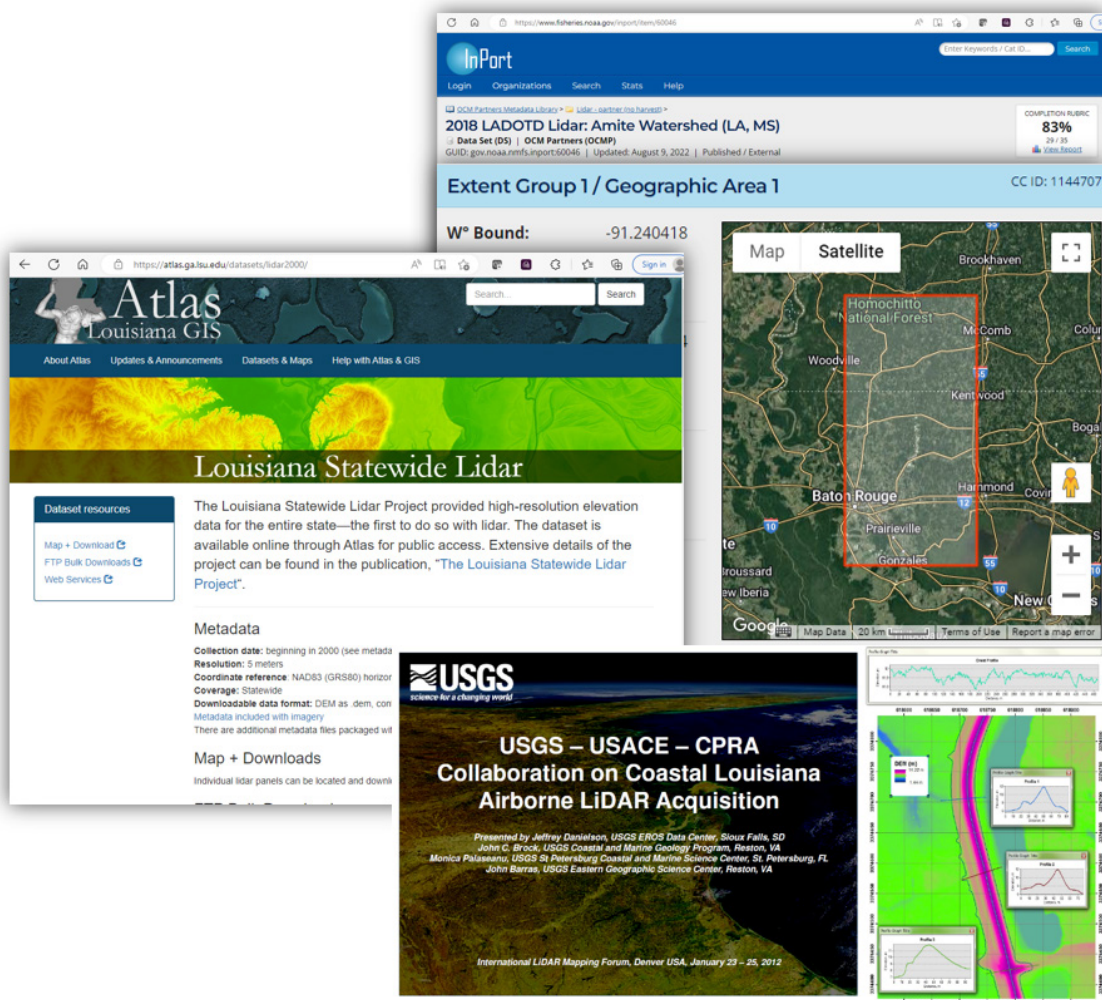 https://www.fisheries.noaa.gov/inport/item/60046
InPort
Enter Keywords / Cat ID...
Search
Login Organizations Search Stats Help
OCM Partners Metadata Library > Lidar - partner (no harvest) >
2018 LADOTD Lidar: Amite Watershed (LA, MS)
Data Set (DS) | OCM Partners (OCMP)
GUID: gov.noaa.nmfs.inport:60046 | Updated: August 9, 2022 | Published / External
COMPLETION RUBRIC
83%
29 / 35
View Report
Extent Group 1 / Geographic Area 1
CC ID: 1144707
W° Bound: -91.240418
Map Satellite
Brookhaven
Homochitto
National Forest
McComb
Colu
Woodville
55
Kentwood
Bogal
Baton Rouge
Hammond
Covin
12
10
Prairieville
Gonzales
55
10
Broussard
New Iberia
New O
Google
Map Data 20 km Terms of Use Report a map error
https://atlas.ga.lsu.edu/datasets/lidar2000/
Sign in
Atlas
Louisiana GIS
Search...
Search
About Atlas Updates & Announcements Datasets & Maps Help with Atlas & GIS
Louisiana Statewide Lidar
Dataset resources
Map + Download
FTP Bulk Downloads
Web Services
The Louisiana Statewide Lidar Project provided high-resolution elevation
data for the entire state—the first to do so with lidar. The dataset is
available online through Atlas for public access. Extensive details of the
project can be found in the publication, "The Louisiana Statewide Lidar
Project".
Metadata
Collection date: beginning in 2000 (see metada
Resolution: 5 meters
Coordinate reference: NAD83 (GRS80) horizor
Coverage: Statewide
Downloadable data format: DEM as .dem, con
Metadata included with imagery
There are additional metadata files packaged wit
Map + Downloads
Individual lidar panels can be located and downl
USGS
science for a changing world
USGS – USACE – CPRA
Collaboration on Coastal Louisiana
Airborne LiDAR Acquisition
Presented by Jeffrey Danielson, USGS EROS Data Center, Sioux Falls, SD
John C. Brock, USGS Coastal and Marine Geology Program, Reston, VA
Monica Palaseanu, USGS St Petersburg Coastal and Marine Science Center, St. Petersburg, FL
John Barras, USGS Eastern Geographic Science Center, Reston, VA
International LiDAR Mapping Forum, Denver USA, January 23 – 25, 2012
DEM (m)
Profile 1
Profile 2
Profile 3